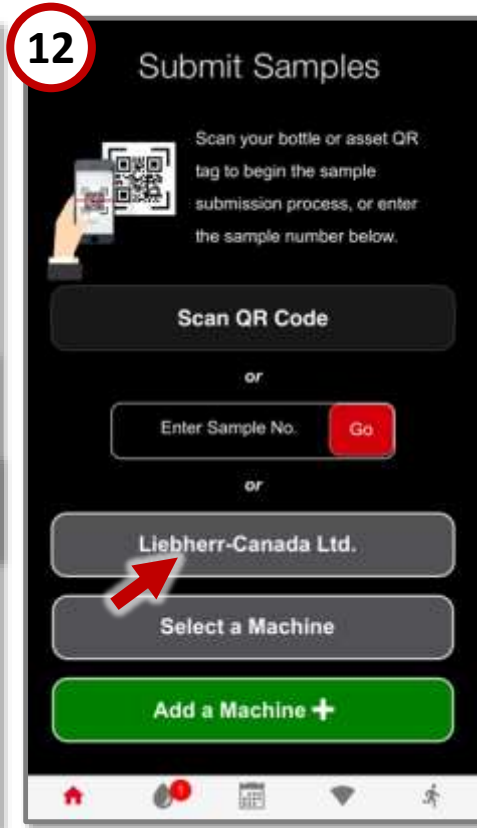 12
Submit Samples
Scan your bottle or asset QR
tag to begin the sample
submission process, or enter
the sample number below.
Scan QR Code
or
Enter Sample No. Go
or
Liebherr-Canada Ltd.
Select a Machine
Add a Machine +